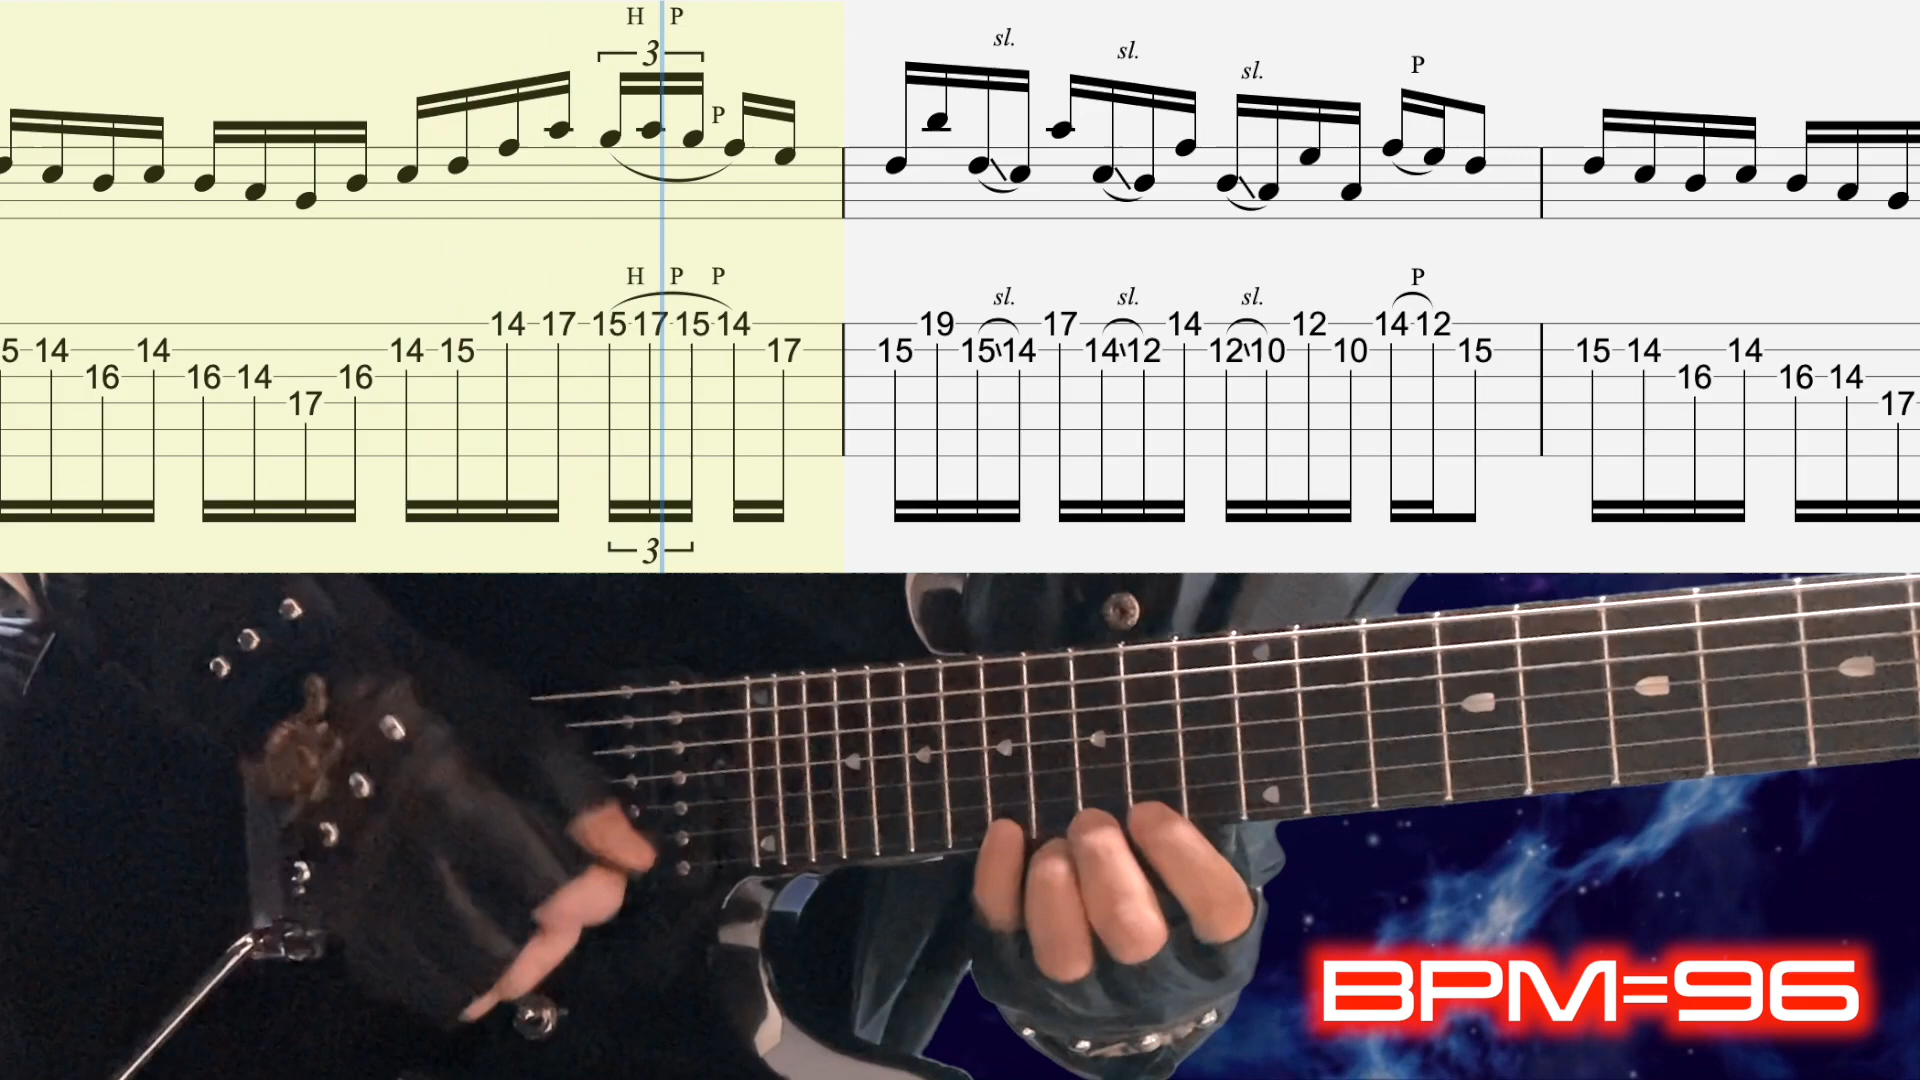 H P
3
P
sl. sl. sl. P
H P P
sl. sl. sl. P
14 17 15 17 15 14 19 17 14 12 14 12
5 14 14 14 15 17 15 15 14 14 12 12 10 10 15 15 14 14
16 16 14 16 16 16 14
17 17
3
BPM=96